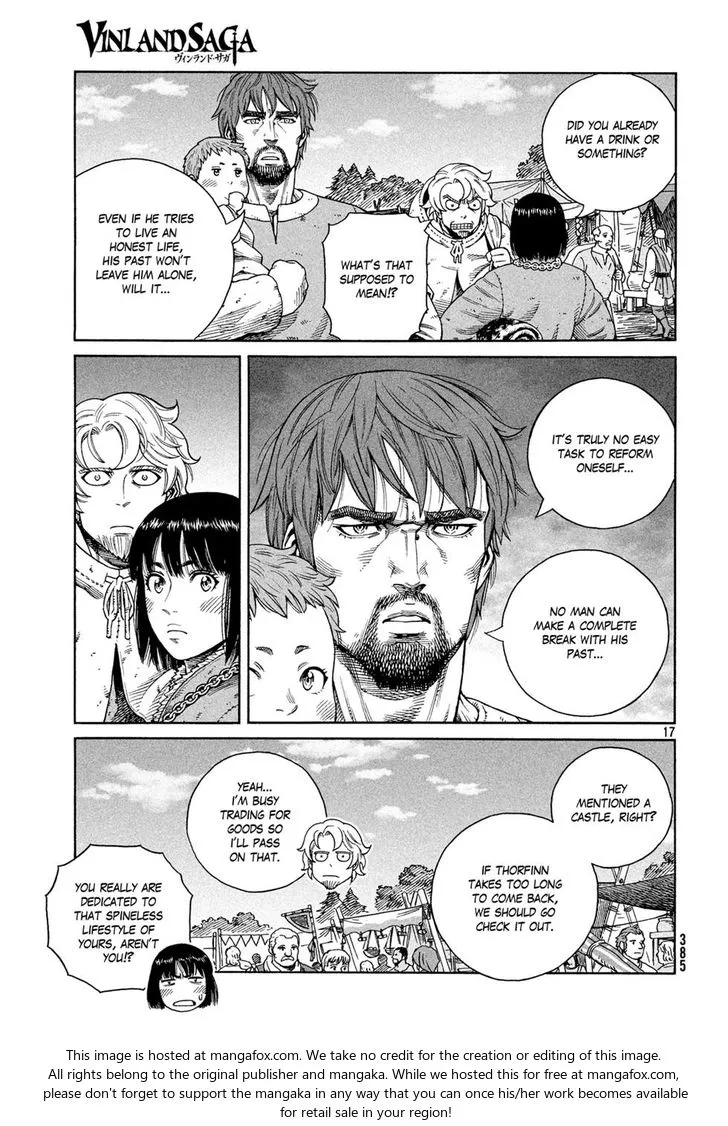 VINLAND SAGA
ヴィンランド・サガ
DID YOU ALREADY
HAVE A DRINK OR
SOMETHING?
EVEN IF HE TRIES
TO LIVE AN
HONEST LIFE,
HIS PAST WON'T
LEAVE HIM ALONE,
WILL IT...
WHAT'S THAT
SUPPOSED TO
MEAN!?
IT'S TRULY NO EASY
TASK TO REFORM
ONESELF...
NO MAN CAN
MAKE A COMPLETE
BREAK WITH HIS
PAST...
17
THEY
MENTIONED A
CASTLE, RIGHT?
IF THORFINN
TAKES TOO LONG
TO COME BACK,
WE SHOULD GO
CHECK IT OUT.
YEAH...
I'M BUSY
TRADING FOR
GOODS SO
I'LL PASS
ON THAT.
YOU REALLY ARE
DEDICATED TO
THAT SPINELESS
LIFESTYLE OF
YOURS, AREN'T
YOU!?
385
This image is hosted at mangafox.com. We take no credit for the creation or editing of this image.
All rights belong to the original publisher and mangaka. While we hosted this for free at mangafox.com,
please don't forget to support the mangaka in any way that you can once his/her work becomes available
for retail sale in your region!